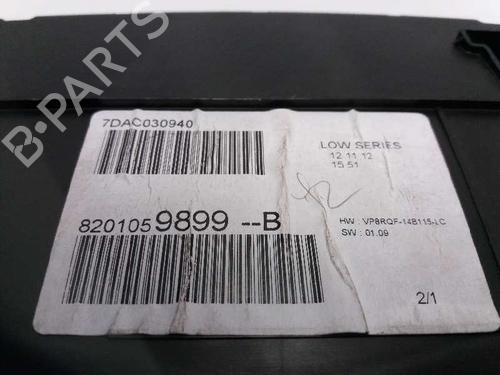 B-PARTS
7DAC030940
LOW SERIES
12 11 12
15 51
8201059899 --B
HW : VP8RQF-14B115-LC
SW : 01.09
2/1